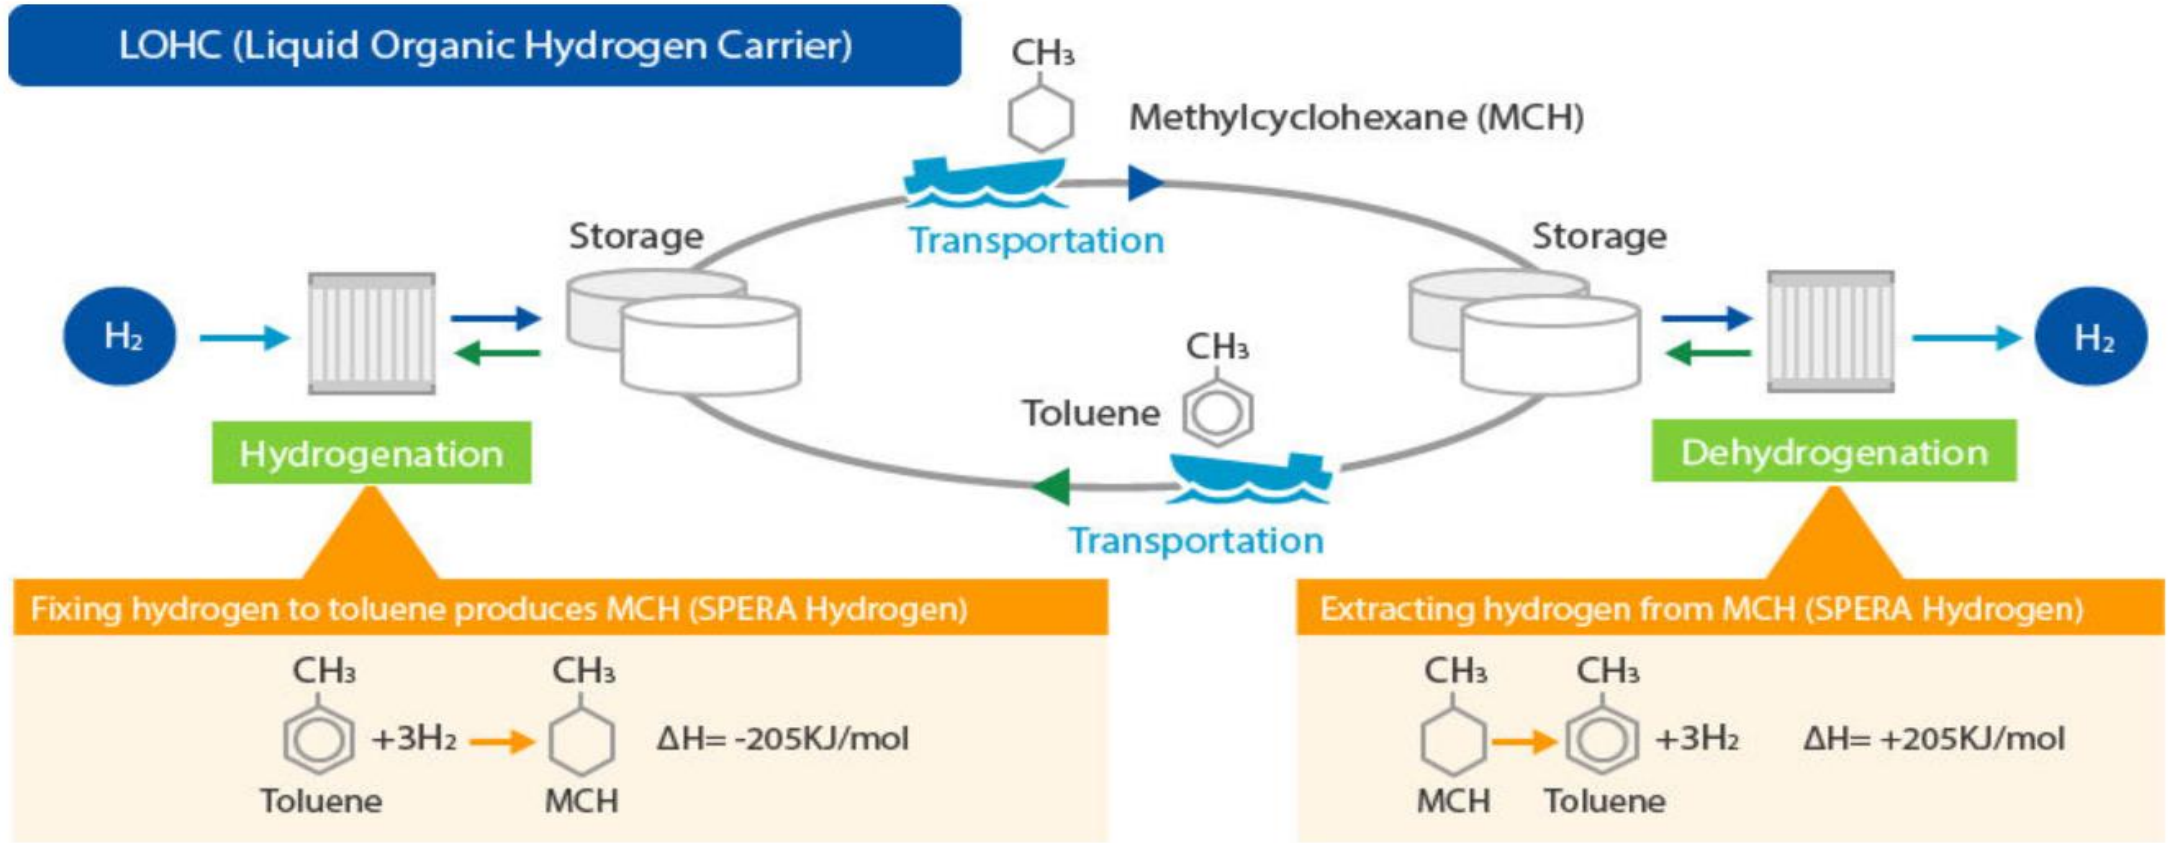 LOHC (Liquid Organic Hydrogen Carrier)
CH₃
Methylcyclohexane (MCH)
Transportation
Storage
Storage
H₂
H₂
CH₃
Toluene
Transportation
Hydrogenation
Dehydrogenation
Fixing hydrogen to toluene produces MCH (SPERA Hydrogen)
CH₃ CH₃
+3H₂ ΔH= -205KJ/mol
Toluene MCH
Extracting hydrogen from MCH (SPERA Hydrogen)
CH₃ CH₃
+3H₂ ΔH= +205KJ/mol
MCH Toluene